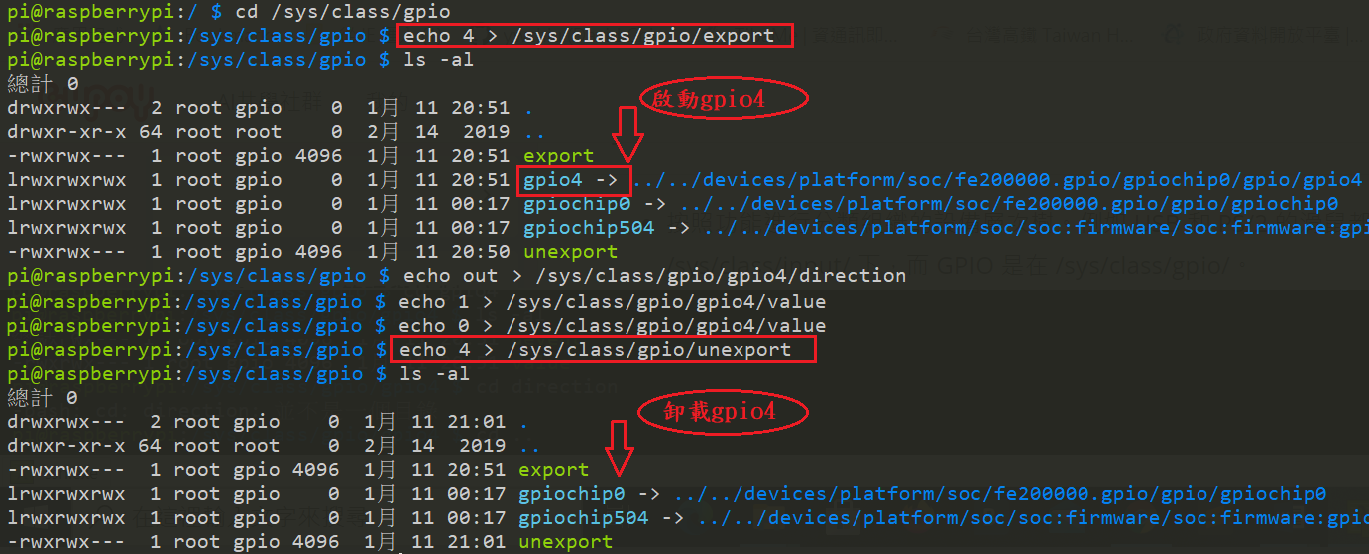 pi@raspberrypi:/ $ cd /sys/class/gpio
pi@raspberrypi:/sys/class/gpio $ echo 4 > /sys/class/gpio/export
pi@raspberrypi:/sys/class/gpio $ ls -al
總計 0
drwxrwx--- 2 root gpio 0 1月 11 20:51 .
啟動gpio4
drwxr-xr-x 64 root root 0 2月 14 2019 ..
-rwxrwx--- 1 root gpio 4096 1月 11 20:51 export
lrwxrwxrwx 1 root gpio 0 1月 11 20:51 gpio4 -> ../../devices/platform/soc/fe200000.gpio/gpiochip0/gpio/gpio4
lrwxrwxrwx 1 root gpio 0 1月 11 00:17 gpiochip0 -> ../../devices/platform/soc/fe200000.gpio/gpio/gpiochip0
lrwxrwxrwx 1 root gpio 0 1月 11 00:17 gpiochip504 -> ../../devices/platform/soc/soc:firmware/soc:firmware:gpi
-rwxrwx--- 1 root gpio 4096 1月 11 20:50 unexport
/sys/class/input/ 下，而 GPIO 是在 /sys/class/gpio/。
pi@raspberrypi:/sys/class/gpio $ echo out > /sys/class/gpio/gpio4/direction
pi@raspberrypi:/sys/class/gpio $ echo 1 > /sys/class/gpio/gpio4/value
pi@raspberrypi:/sys/class/gpio $ echo 0 > /sys/class/gpio/gpio4/value
pi@raspberrypi:/sys/class/gpio $ echo 4 > /sys/class/gpio/unexport
pi@raspberrypi:/sys/class/gpio $ ls -al
cd direction
總計 0
drwxrwx--- 2 root gpio 0 1月 11 21:01 .
卸載gpio4
drwxr-xr-x 64 root root 0 2月 14 2019 ..
-rwxrwx--- 1 root gpio 4096 1月 11 20:51 export
lrwxrwxrwx 1 root gpio 0 1月 11 00:17 gpiochip0 -> ../../devices/platform/soc/fe200000.gpio/gpio/gpiochip0
lrwxrwxrwx 1 root gpio 0 1月 11 00:17 gpiochip504 -> ../../devices/platform/soc/soc:firmware/soc:firmware:gpi
-rwxrwx--- 1 root gpio 4096 1月 11 21:01 unexport